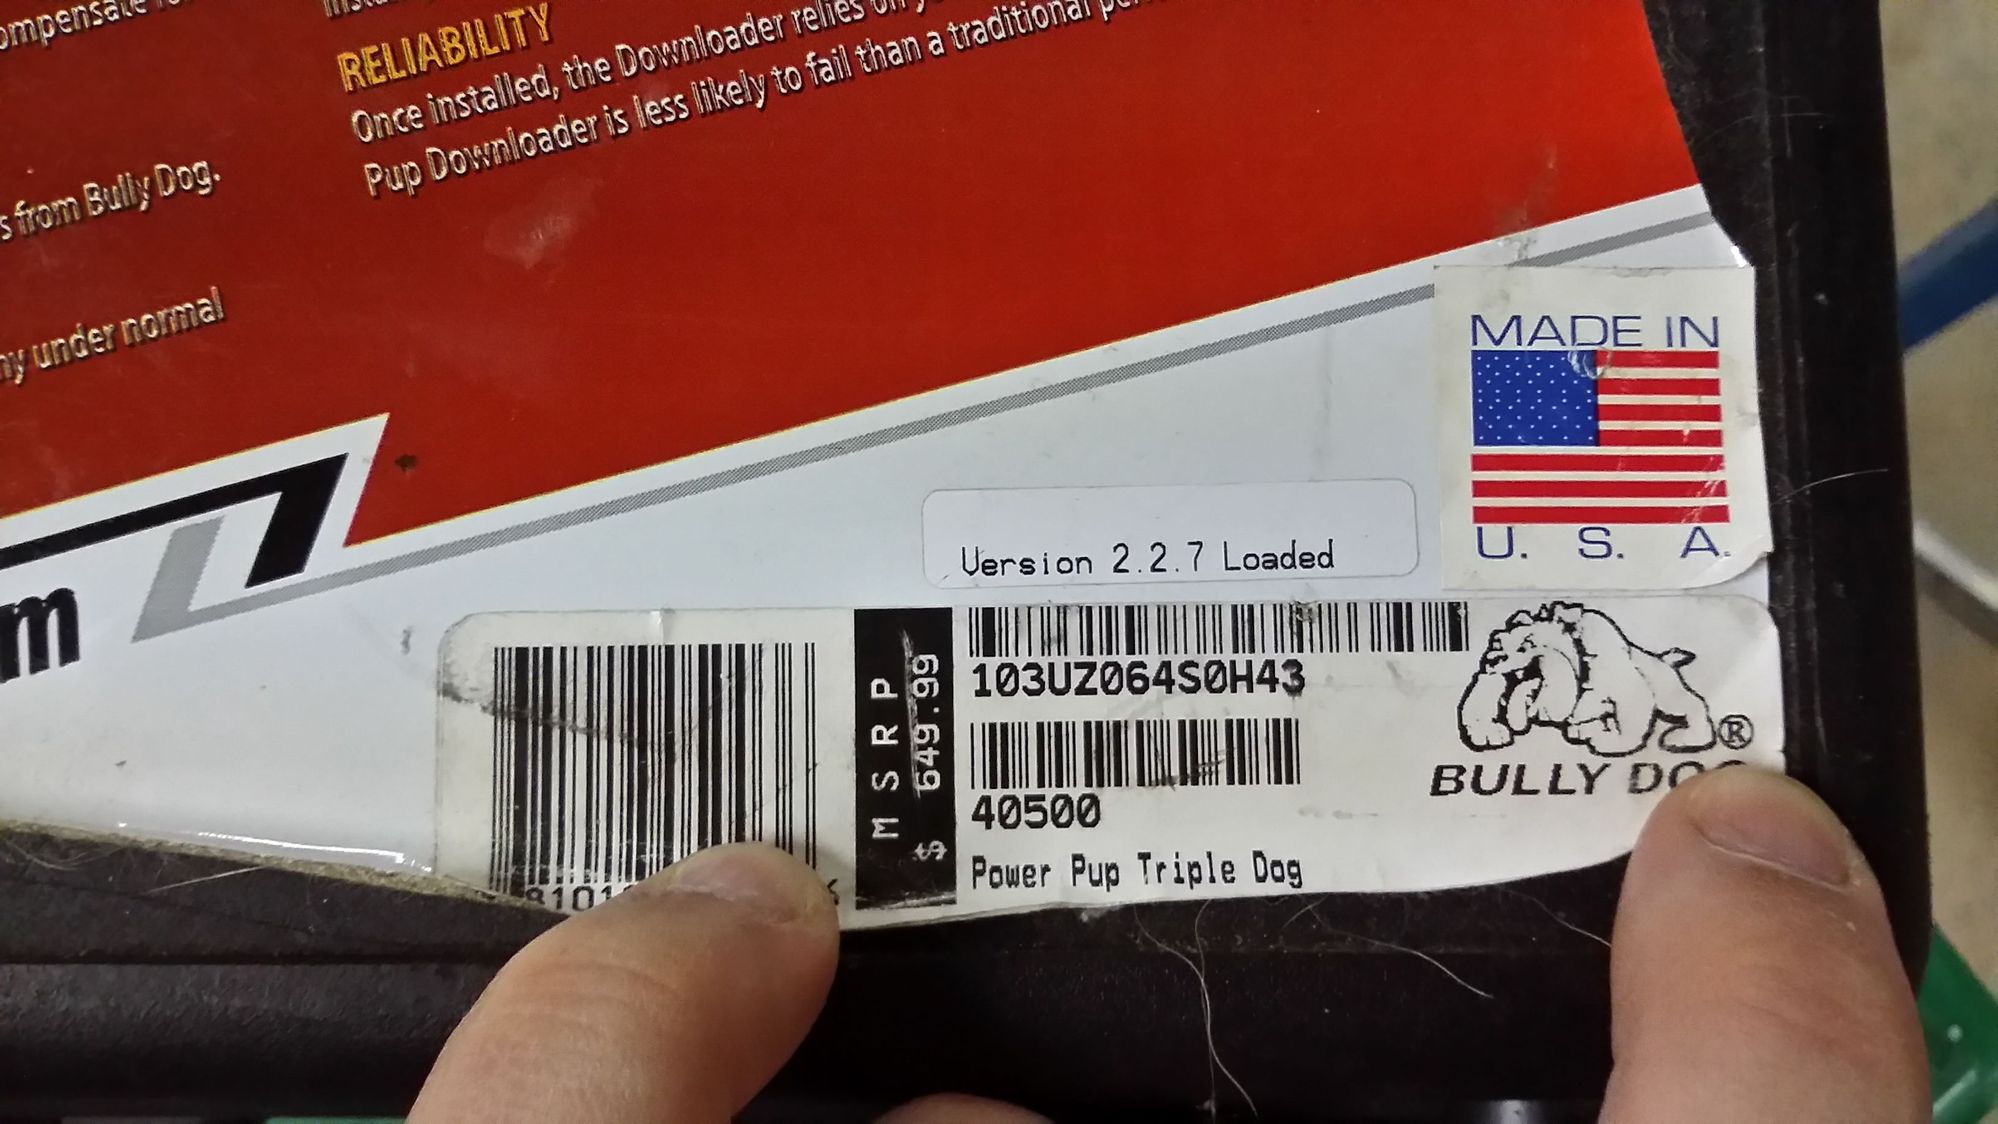 RELIABILITY
Once installed, the Downloader relies on
Pup Downloader is less likely to fail than a traditional
from Bully Dog.
under normal
MADE IN
U. S. A.
Version 2.2.7 Loaded
MSRP
$ 649.99
103UZ064S0H43
40500
Power Pup Triple Dog
®
BULLY